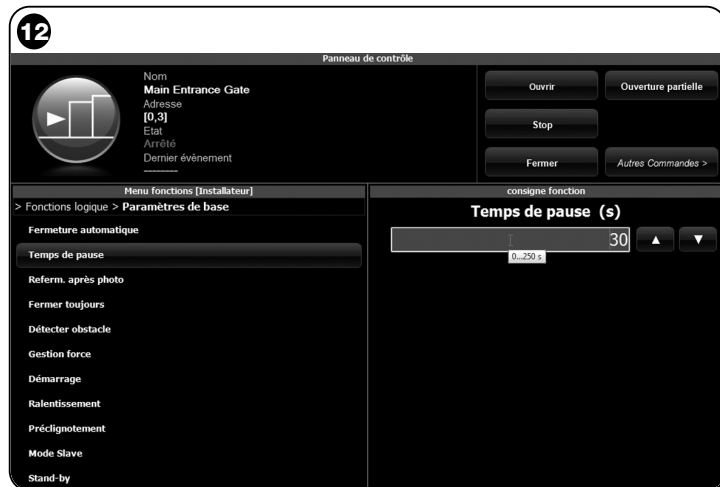 12
Panneau de contrôle
Nom
Main Entrance Gate
Adresse
[0,3]
Etat
Arrêté
Dernier évènement
--------
Ouvrir
Ouverture partielle
Stop
Fermer
Autres Commandes >
Menu fonctions [Installateur]
> Fonctions logique > Paramètres de base
Fermeture automatique
Temps de pause
Referm. après photo
Fermer toujours
Détecter obstacle
Gestion force
Démarrage
Ralentissement
Préclignotement
Mode Slave
Stand-by
consigne fonction
Temps de pause (s)
30
0...250 s